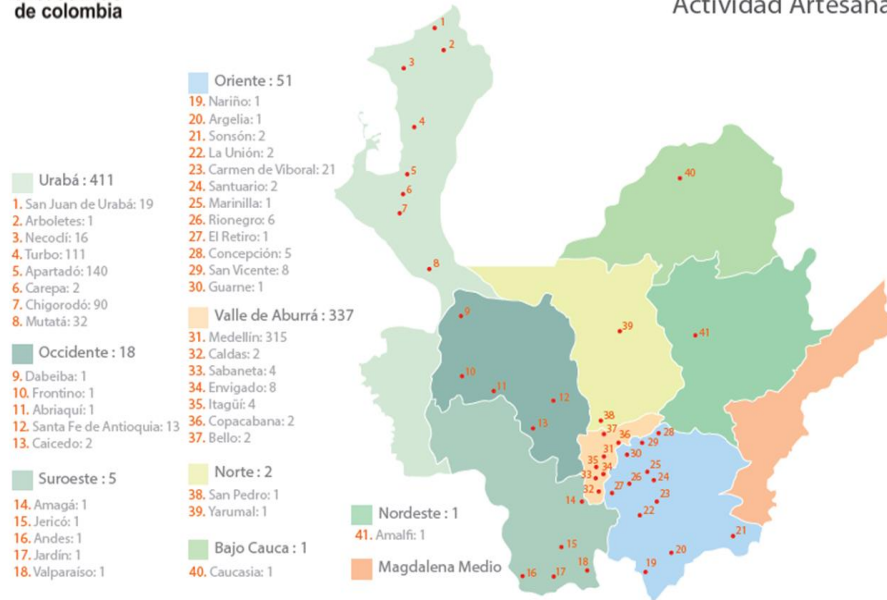 de colombia
Actividad Artesana
Urabá : 411
1. San Juan de Urabá: 19
2. Arboletes: 1
3. Necoclí: 16
4. Turbo: 111
5. Apartadó: 140
6. Carepa: 2
7. Chigorodó: 90
8. Mutatá: 32
Occidente : 18
9. Dabeiba: 1
10. Frontino: 1
11. Abriaquí: 1
12. Santa Fe de Antioquia: 13
13. Caicedo: 2
Suroeste : 5
14. Amagá: 1
15. Jericó: 1
16. Andes: 1
17. Jardín: 1
18. Valparaíso: 1
Oriente : 51
19. Nariño: 1
20. Argelia: 1
21. Sonsón: 2
22. La Unión: 2
23. Carmen de Viboral: 21
24. Santuario: 2
25. Marinilla: 1
26. Rionegro: 6
27. El Retiro: 1
28. Concepción: 5
29. San Vicente: 8
30. Guarne: 1
Valle de Aburrá : 337
31. Medellín: 315
32. Caldas: 2
33. Sabaneta: 4
34. Envigado: 8
35. Itagüí: 4
36. Copacabana: 2
37. Bello: 2
Norte : 2
38. San Pedro: 1
39. Yarumal: 1
Bajo Cauca : 1
40. Caucasia: 1
Nordeste : 1
41. Amalfi: 1
Magdalena Medio
1
2
3
4
5
6
7
8
9
10
11
12
13
40
39
41
38
37
36
28
29
30
31
35
34
33
32
27
26
25
24
23
22
14
15
16
17
18
19
20
21